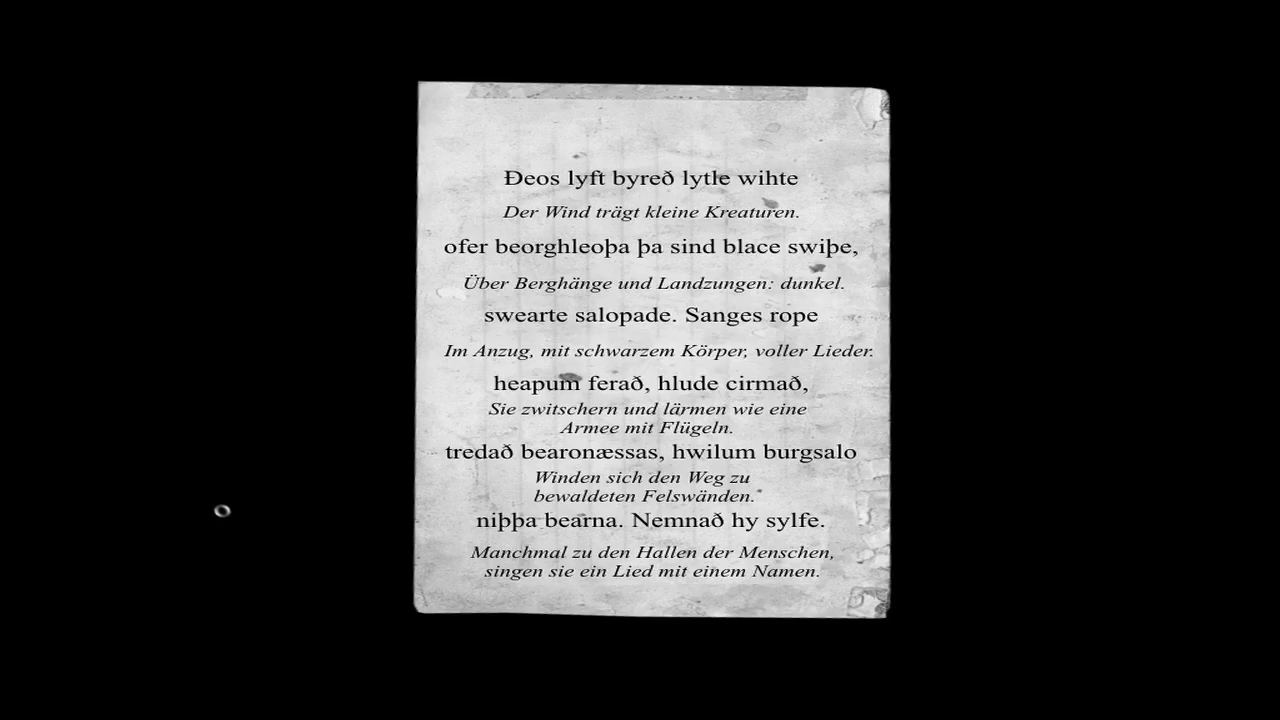 Ðeos lyft byreð lytle wihte
Der Wind trägt kleine Kreaturen.
ofer beorghleoþa þa sind blace swiþe,
Über Berghänge und Landzungen: dunkel.
swearte salopade. Sanges rope
Im Anzug, mit schwarzem Körper, voller Lieder.
heapum ferað, hlude cirmað,
Sie zwitschern und lärmen wie eine
Armee mit Flügeln.
tredað bearonæssas, hwilum burgsalo
Winden sich den Weg zu
bewaldeten Felswänden.
niþþa bearna. Nemnað hy sylfe.
Manchmal zu den Hallen der Menschen,
singen sie ein Lied mit einem Namen.